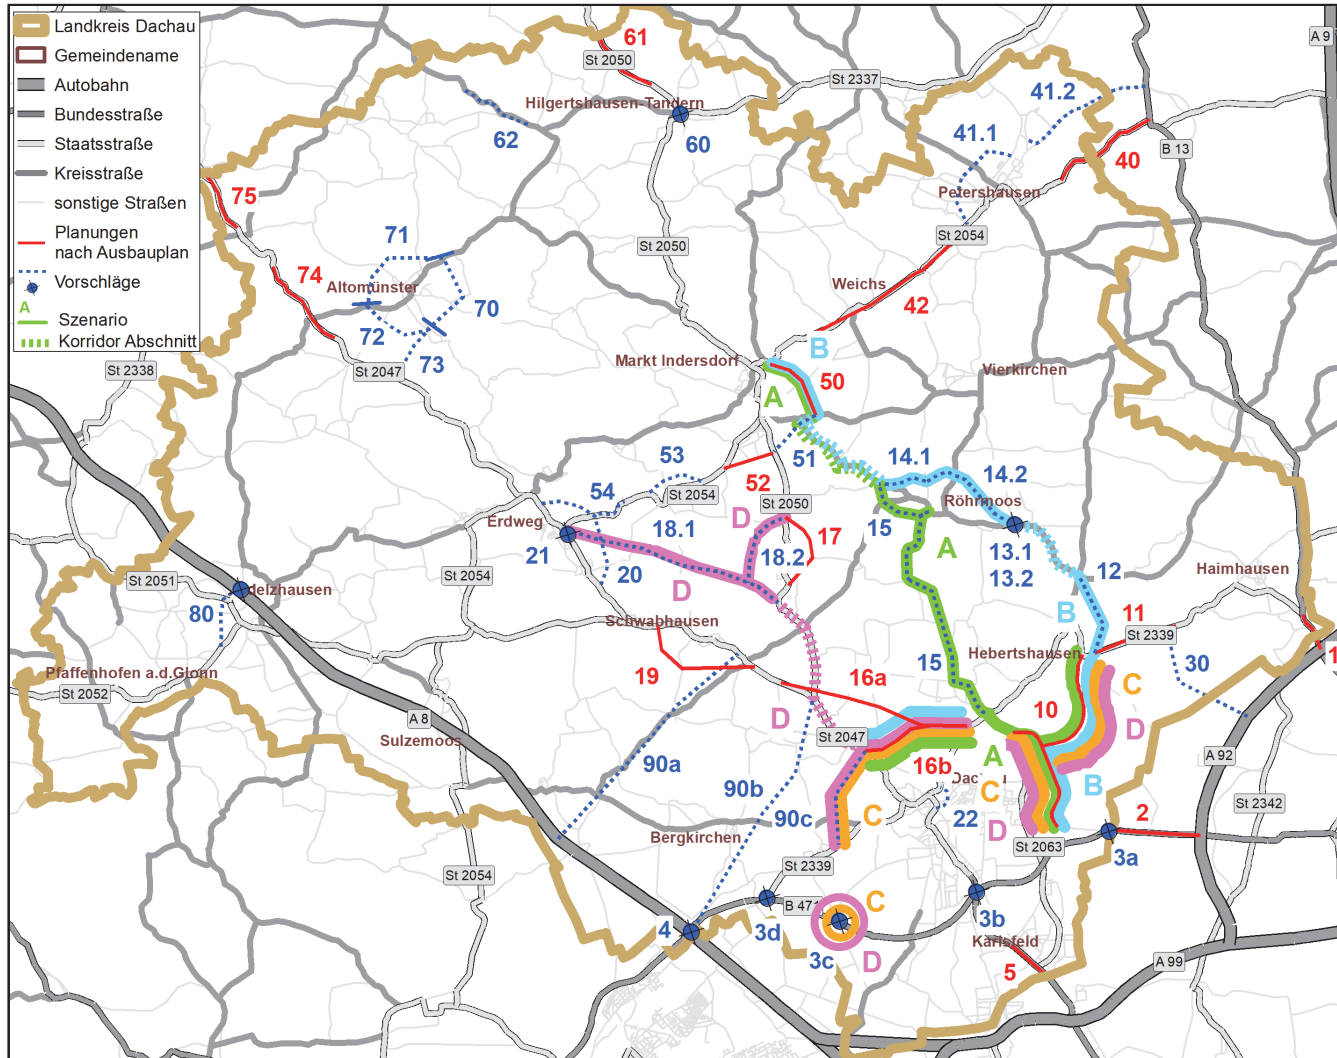 Landkreis Dachau
Gemeindename
Autobahn
Bundesstraße
Staatsstraße
Kreisstraße
sonstige Straßen
Planungen
nach Ausbauplan
Vorschläge
A
Szenario
Korridor Abschnitt
61
St 2050
A 9
St 2337
Hilgertshausen-Tandern
41.2
62
60
41.1
40
B 13
75
Petershausen
71
St 2050
St 2054
74
Altomünster
Weichs
70
42
72
73
B
St 2338
St 2047
Markt Indersdorf
50
Vierkirchen
A
53
51
14.1
14.2
52
54
St 2054
St 2050
Röhrmoos
Erdweg
D
18.1
17
15
21
18.2
A
13.1
20
13.2
12
Haimhausen
St 2051
St 2054
D
80
Odelzhausen
B
11
Schwabhausen
St 2339
Hebertshausen
Pfaffenhofen a.d.Glonn
19
16a
15
30
1
St 2052
C
10
A 8
D
D
Sulzemoos
St 2047
A
A 92
90a
16b
Dachau
90b
C
B
St 2342
90c
C
22
2
Bergkirchen
D
St 2063
3a
St 2339
St 2054
B 471
C
4
3d
3b
Karlsfeld
3c
D
5
A 99